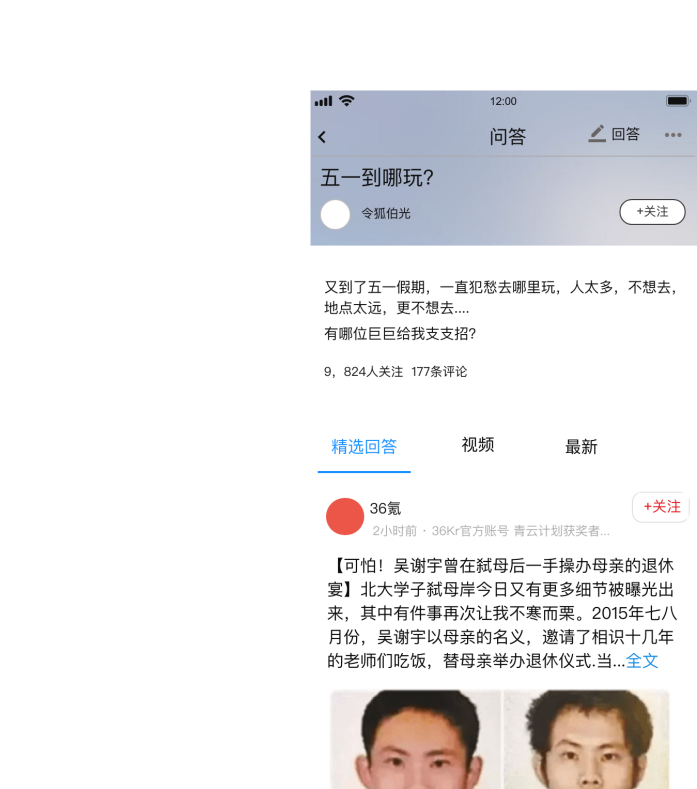 12:00
问答
回答
五一到哪玩?
令狐伯光
+关注
又到了五一假期，一直犯愁去哪里玩，人太多，不想去，
地点太远，更不想去....
有哪位巨巨给我支支招?
9，824人关注 177条评论
精选回答
视频
最新
36氪
+关注
2小时前 · 36Kr官方账号 青云计划获奖者...
【可怕！吴谢宇曾在弑母后一手操办母亲的退休
宴】北大学子弑母岸今日又有更多细节被曝光出
来，其中有件事再次让我不寒而栗。2015年七八
月份，吴谢宇以母亲的名义，邀请了相识十几年
的老师们吃饭，替母亲举办退休仪式.当...全文